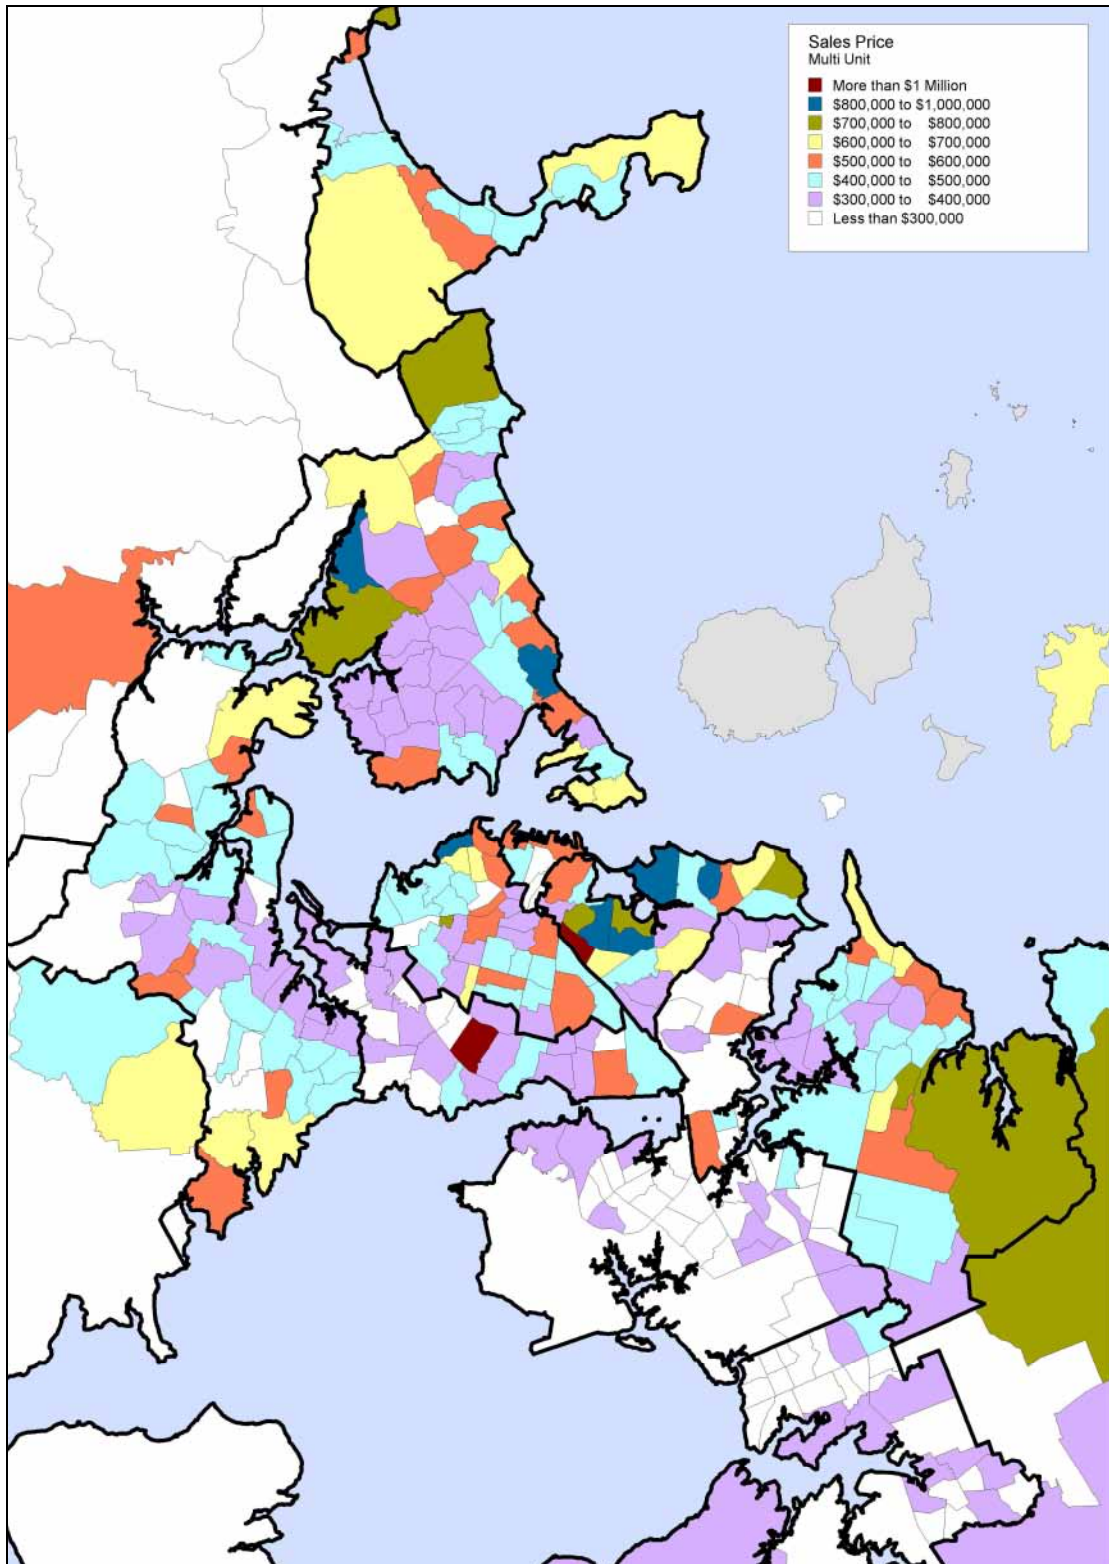 Sales Price
Multi Unit
More than $1 Million
$800,000 to $1,000,000
$700,000 to $800,000
$600,000 to $700,000
$500,000 to $600,000
$400,000 to $500,000
$300,000 to $400,000
Less than $300,000